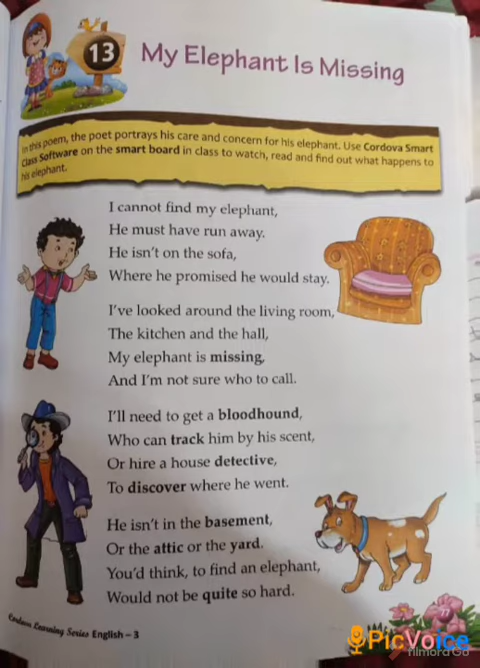 13
My Elephant Is Missing
In this poem, the poet portrays his care and concern for his elephant. Use Cordova Smart
Class Software on the smart board in class to watch, read and find out what happens to
his elephant.
I cannot find my elephant,
He must have run away.
He isn't on the sofa,
Where he promised he would stay.
I've looked around the living room,
The kitchen and the hall,
My elephant is missing,
And I'm not sure who to call.
I'll need to get a bloodhound,
Who can track him by his scent,
Or hire a house detective,
To discover where he went.
He isn't in the basement,
Or the attic or the yard.
You'd think, to find an elephant,
Would not be quite so hard.
Cordova Learning Series English – 3
77
PicVoice
filmora Go